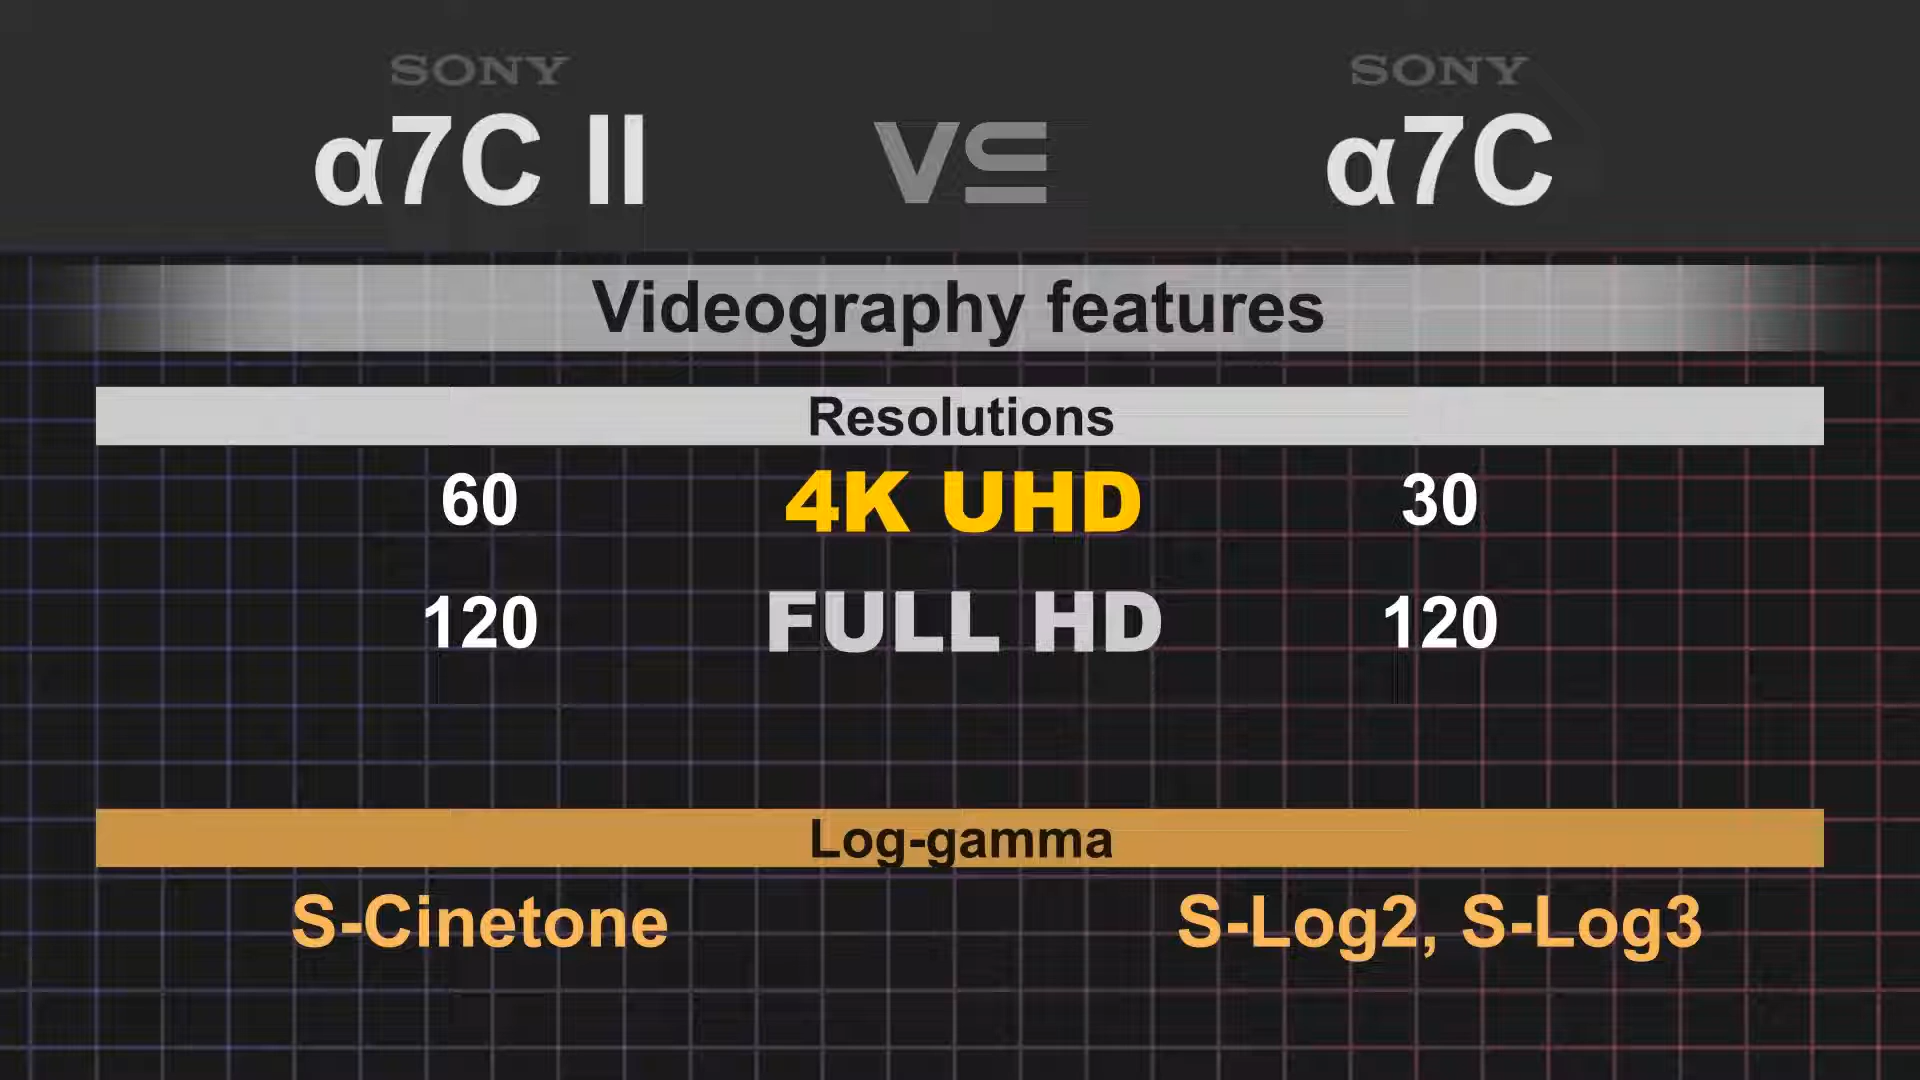 SONY SONY
α7C II VS α7C
Videography features
Resolutions
60 4K UHD 30
120 FULL HD 120
Log-gamma
S-Cinetone S-Log2, S-Log3